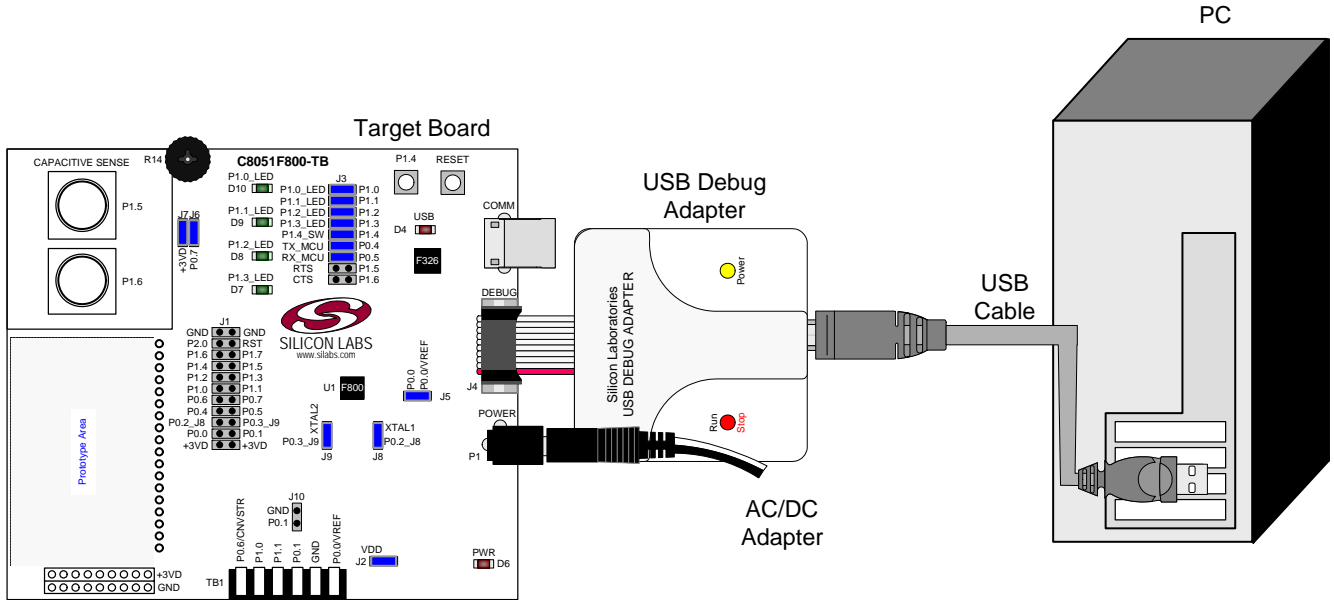 PC
Target Board
CAPACITIVE SENSE
R14
C8051F800-TB
P1.5
P1.6
J7
J6
+3VD
P0.7
P1.0_LED
D10
P1.1_LED
D9
P1.2_LED
D8
P1.3_LED
D7
J3
P1.0_LED P1.0
P1.1_LED P1.1
P1.2_LED P1.2
P1.3_LED P1.3
P1.4_SW P1.4
TX_MCU P0.4
RX_MCU P0.5
RTS P1.5
CTS P1.6
P1.4
RESET
USB
D4
F326
COMM
DEBUG
J4
SILICON LABS
www.silabs.com
J1
GND GND
P2.0 RST
P1.6 P1.7
P1.4 P1.5
P1.2 P1.3
P1.0 P1.1
P0.6 P0.7
P0.4 P0.5
P0.2_J8 P0.3_J9
P0.0 P0.1
+3VD +3VD
U1
F800
P0.0
P0.0/VREF
J5
XTAL2
P0.3_J9
J9
XTAL1
P0.2_J8
J8
POWER
P1
Prototype Area
J10
GND
P0.1
P0.6/CNVSTR
P1.0
P1.1
P0.1
GND
P0.0/VREF
TB1
VDD
J2
PWR
D6
+3VD
GND
USB Debug
Adapter
Power
Silicon Laboratories
USB DEBUG ADAPTER
Run
Stop
AC/DC
Adapter
USB
Cable